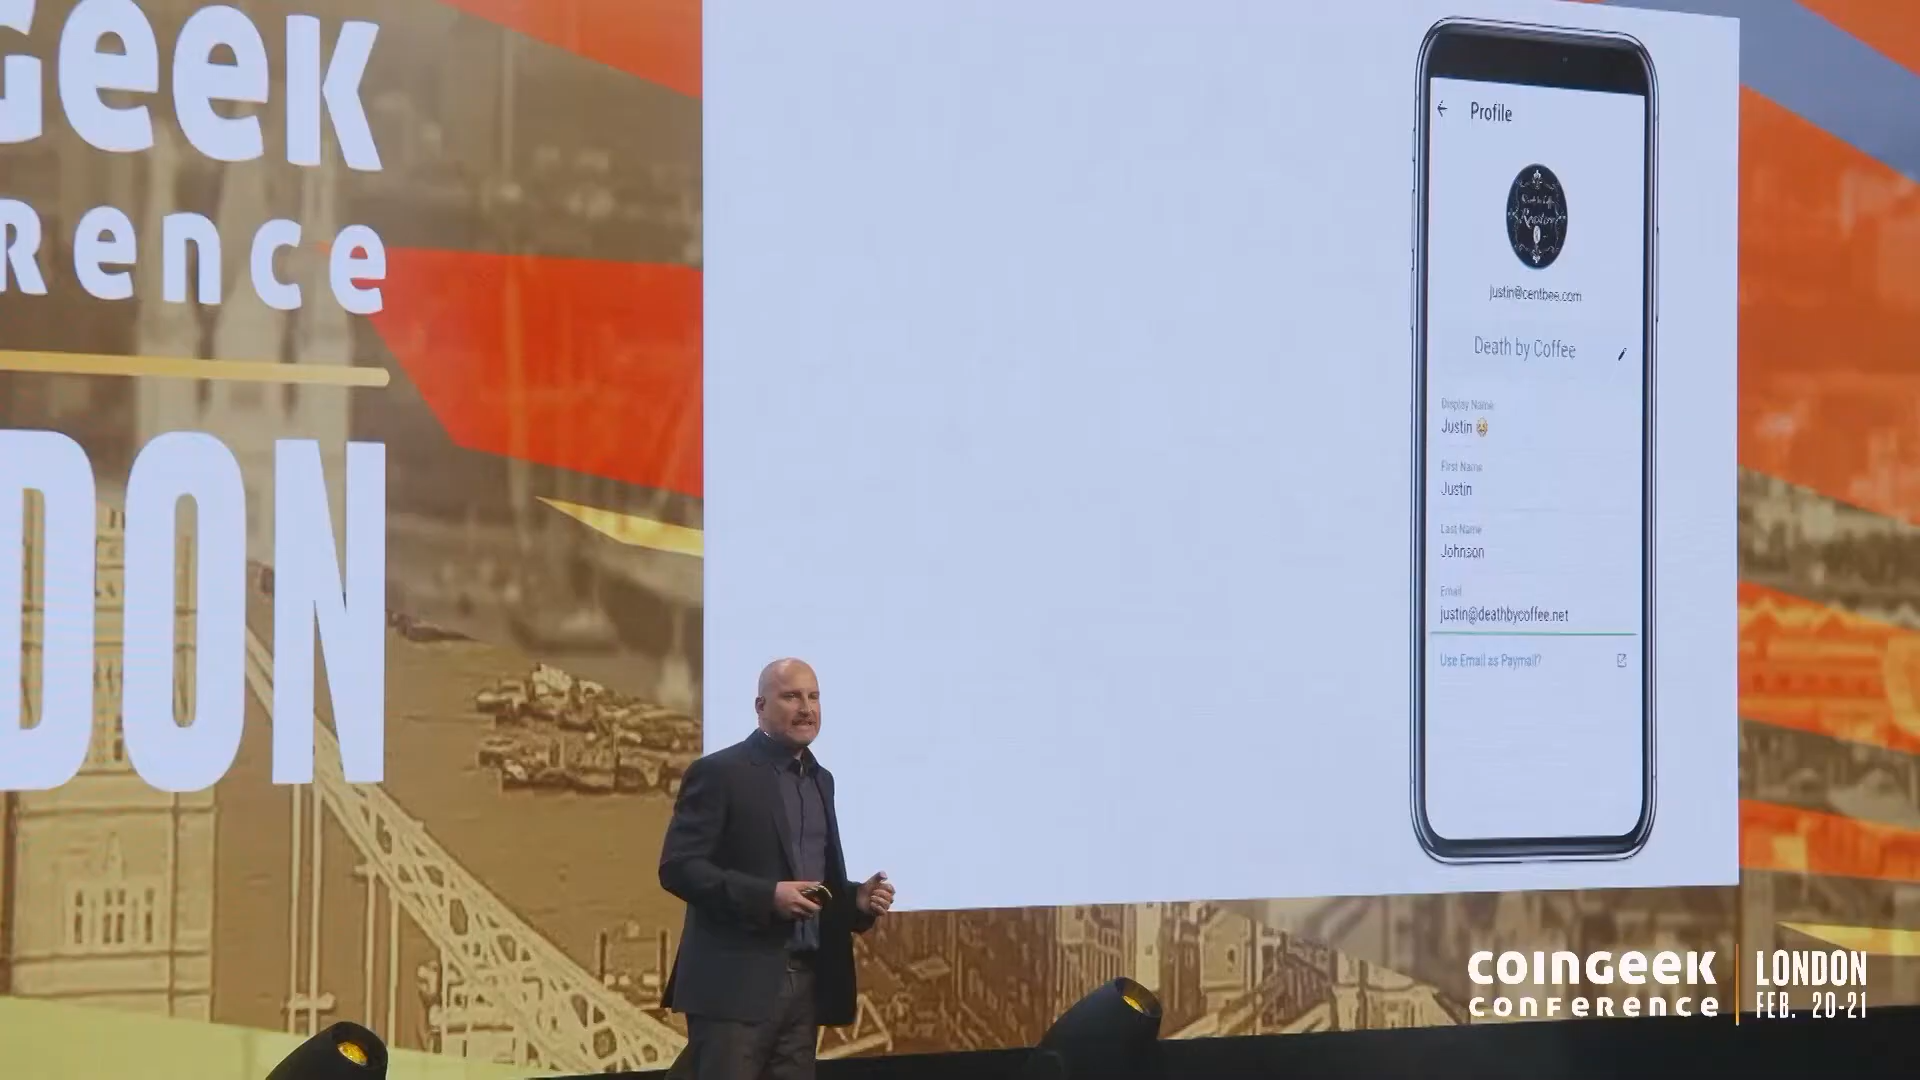 Geek
Rence
DON
Profile
justin@centbee.com
Death by Coffee
Display Name
Justin 😂
First Name
Justin
Last Name
Johnson
Email
justin@deathbycoffee.net
Use Email as Paymail?
COINGEEK
CONFERENCE
LONDON
FEB. 20-21